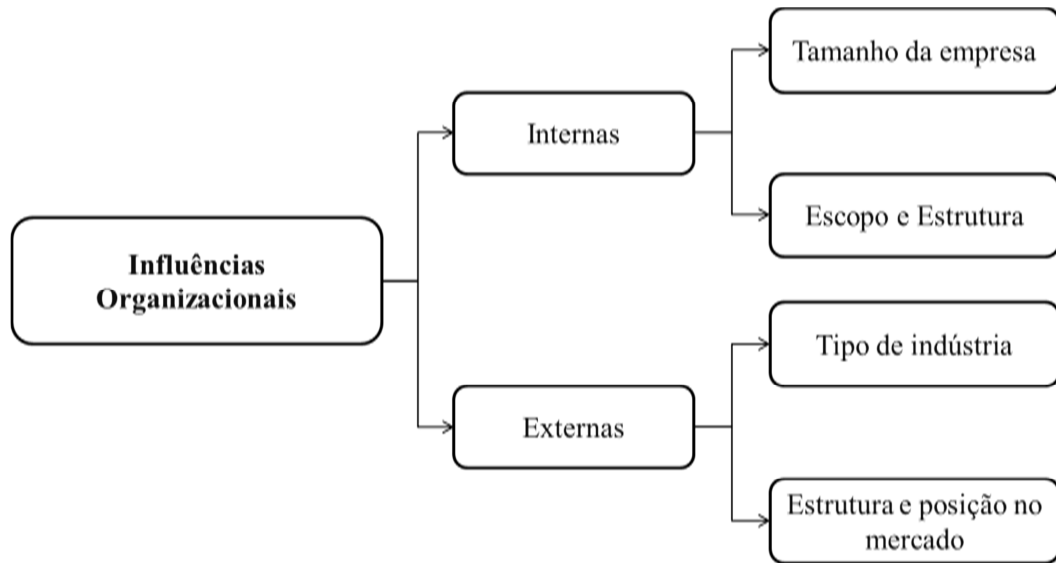 Influências
Organizacionais
Internas
Tamanho da empresa
Escopo e Estrutura
Externas
Tipo de indústria
Estrutura e posição no
mercado